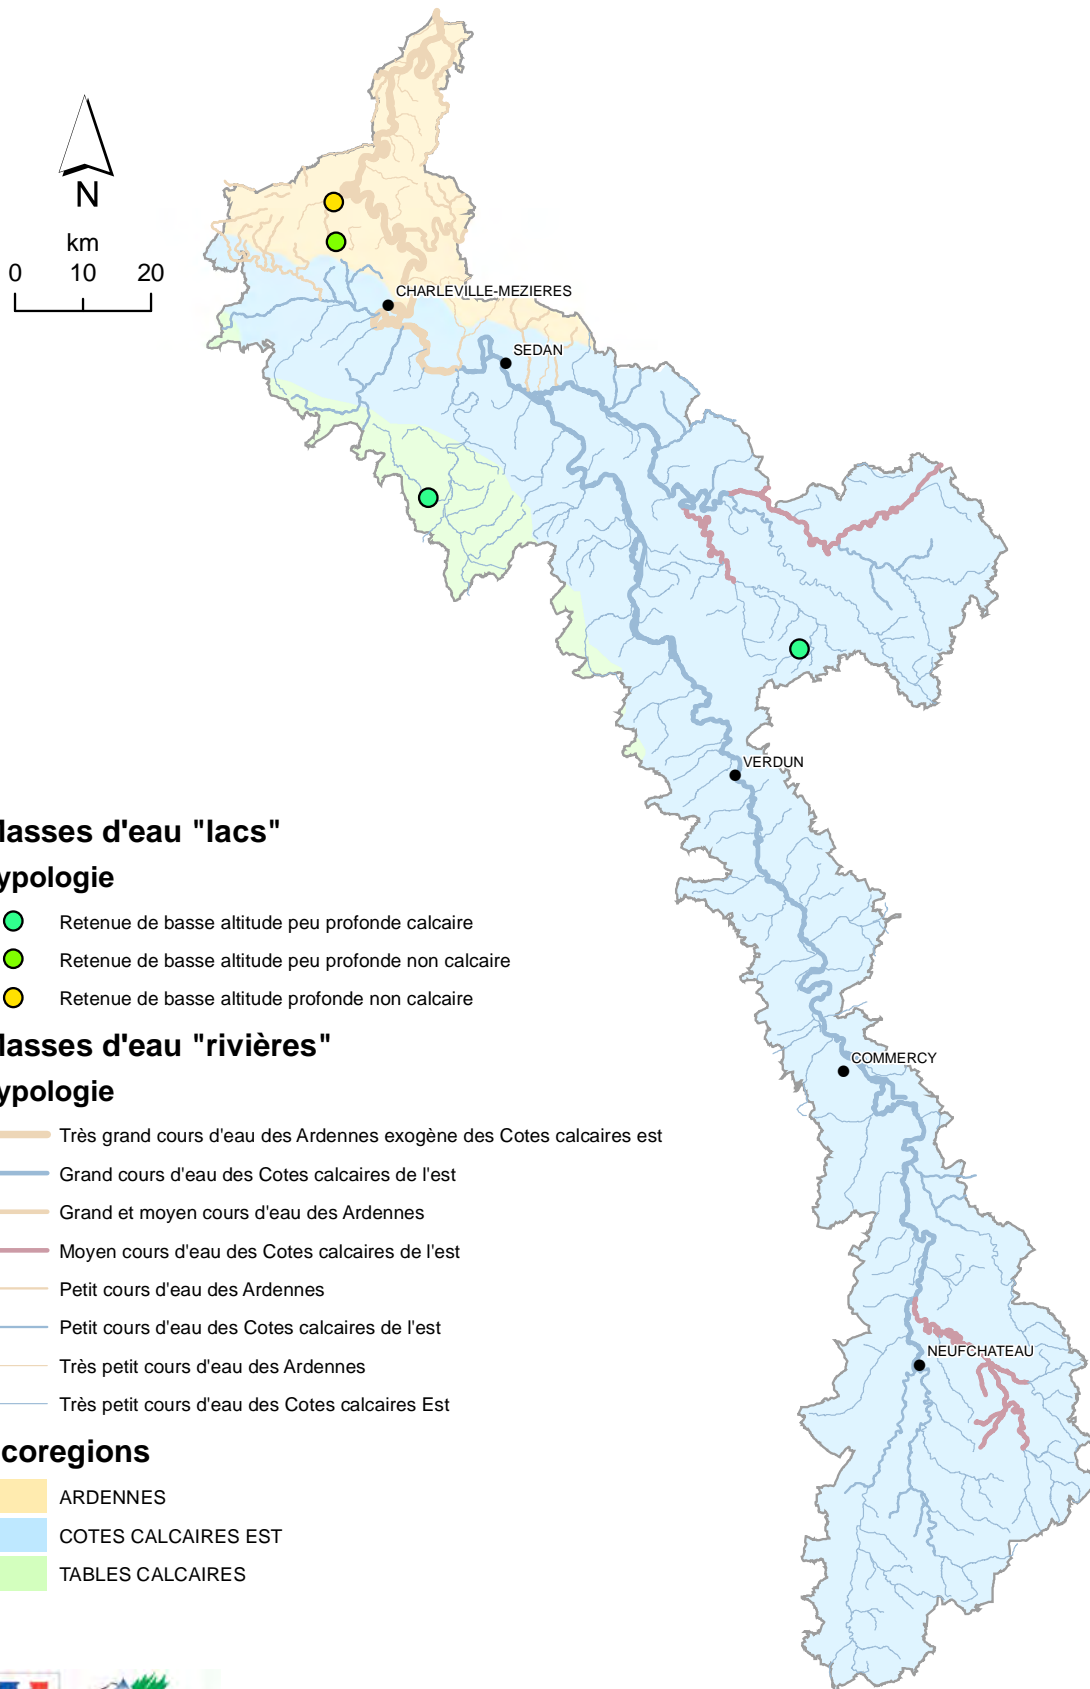 N
km
0 10 20
CHARLEVILLE-MEZIERES
SEDAN
VERDUN
COMMERCY
NEUFCHATEAU
lasses d'eau "lacs"
ypologie
Retenue de basse altitude peu profonde calcaire
Retenue de basse altitude peu profonde non calcaire
Retenue de basse altitude profonde non calcaire
lasses d'eau "rivières"
ypologie
Très grand cours d'eau des Ardennes exogène des Cotes calcaires est
Grand cours d'eau des Cotes calcaires de l'est
Grand et moyen cours d'eau des Ardennes
Moyen cours d'eau des Cotes calcaires de l'est
Petit cours d'eau des Ardennes
Petit cours d'eau des Cotes calcaires de l'est
Très petit cours d'eau des Ardennes
Très petit cours d'eau des Cotes calcaires Est
coregions
ARDENNES
COTES CALCAIRES EST
TABLES CALCAIRES